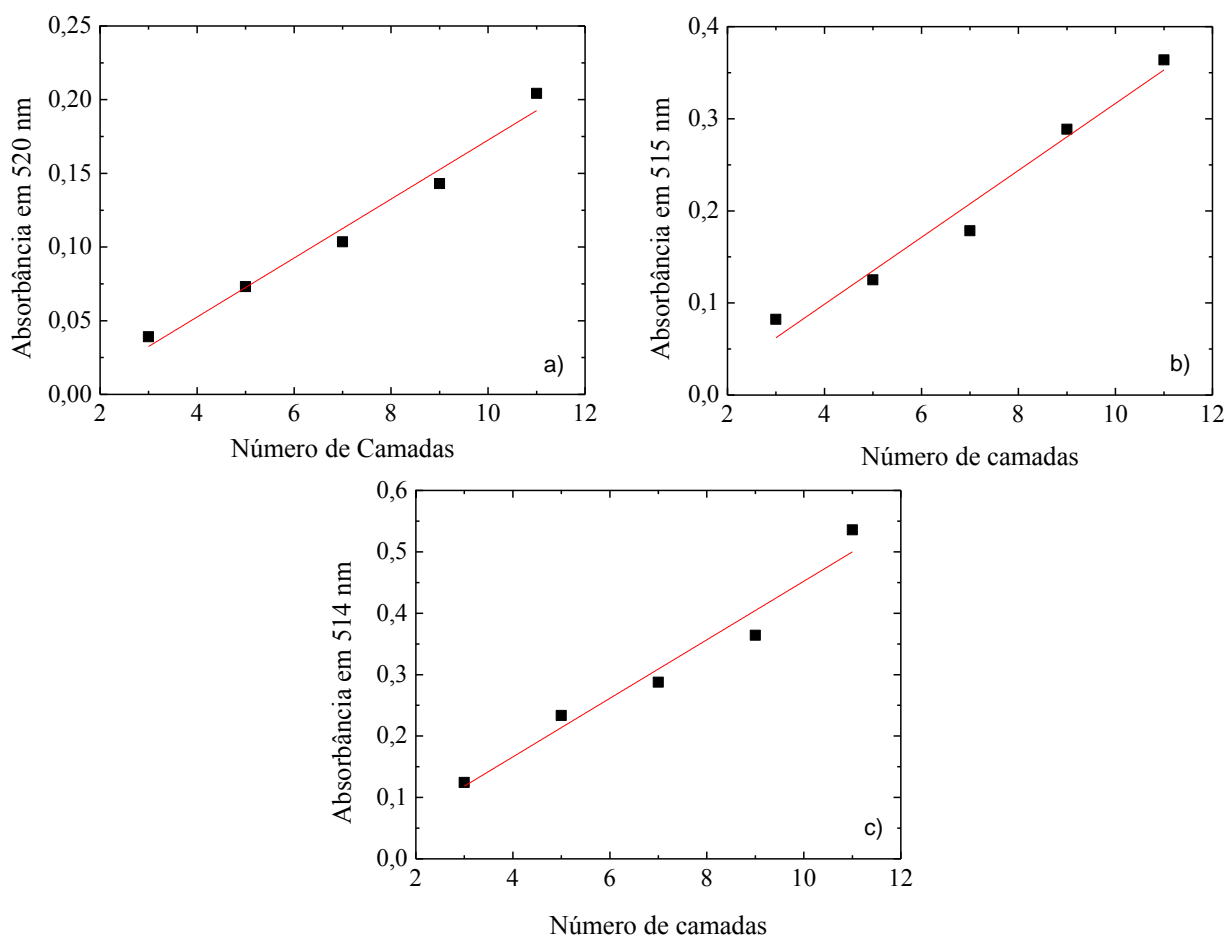 Absorbância em 520 nm
0,25
0,20
0,15
0,10
0,05
0,00
2 4 6 8 10 12
Número de Camadas
a)
Absorbância em 515 nm
0,4
0,3
0,2
0,1
0,0
2 4 6 8 10 12
Número de camadas
b)
Absorbância em 514 nm
0,6
0,5
0,4
0,3
0,2
0,1
0,0
2 4 6 8 10 12
Número de camadas
c)